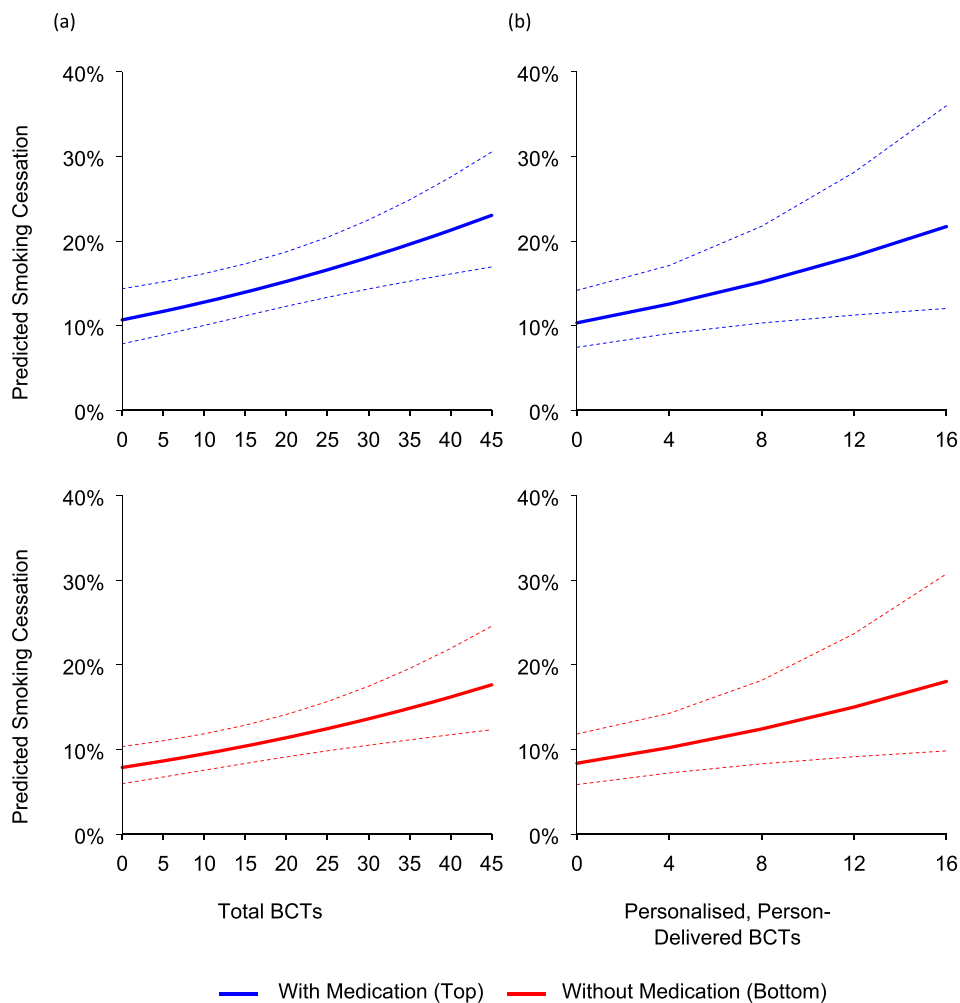 (a)
(b)
Predicted Smoking Cessation
40%
30%
20%
10%
0%
0 5 10 15 20 25 30 35 40 45
40%
30%
20%
10%
0%
0 4 8 12 16
Predicted Smoking Cessation
40%
30%
20%
10%
0%
0 5 10 15 20 25 30 35 40 45
Total BCTs
40%
30%
20%
10%
0%
0 4 8 12 16
Personalised, Person-
Delivered BCTs
With Medication (Top)
Without Medication (Bottom)